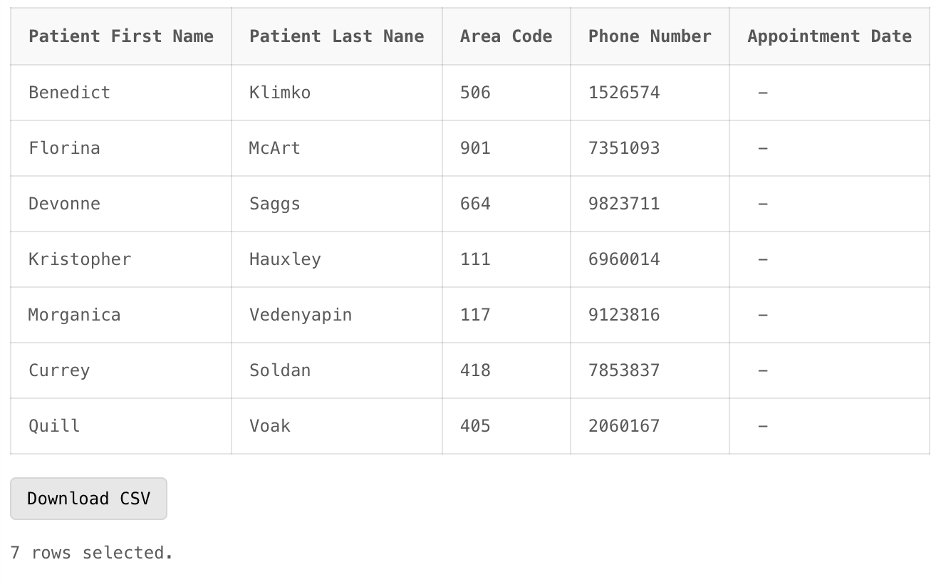 Patient First Name Patient Last Nane Area Code Phone Number Appointment Date
Benedict Klimko 506 1526574 –
Florina McArt 901 7351093 –
Devonne Saggs 664 9823711 –
Kristopher Hauxley 111 6960014 –
Morganica Vedenyapin 117 9123816 –
Currey Soldan 418 7853837 –
Quill Voak 405 2060167 –
Download CSV
7 rows selected.